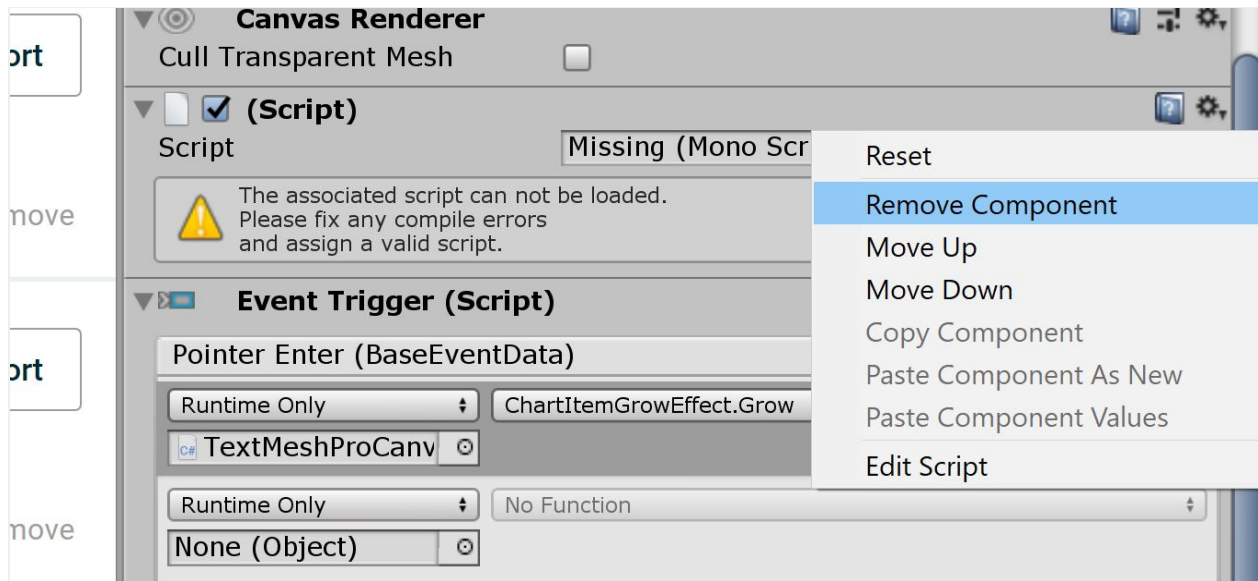 Canvas Renderer
ort
Cull Transparent Mesh
(Script)
Script
Missing (Mono Scr
The associated script can not be loaded.
Please fix any compile errors
and assign a valid script.
move
Reset
Remove Component
Move Up
Move Down
Copy Component
Paste Component As New
Paste Component Values
Edit Script
Event Trigger (Script)
Pointer Enter (BaseEventData)
ort
Runtime Only
ChartItemGrowEffect.Grow
C#
TextMeshProCanv
Runtime Only
No Function
move
None (Object)